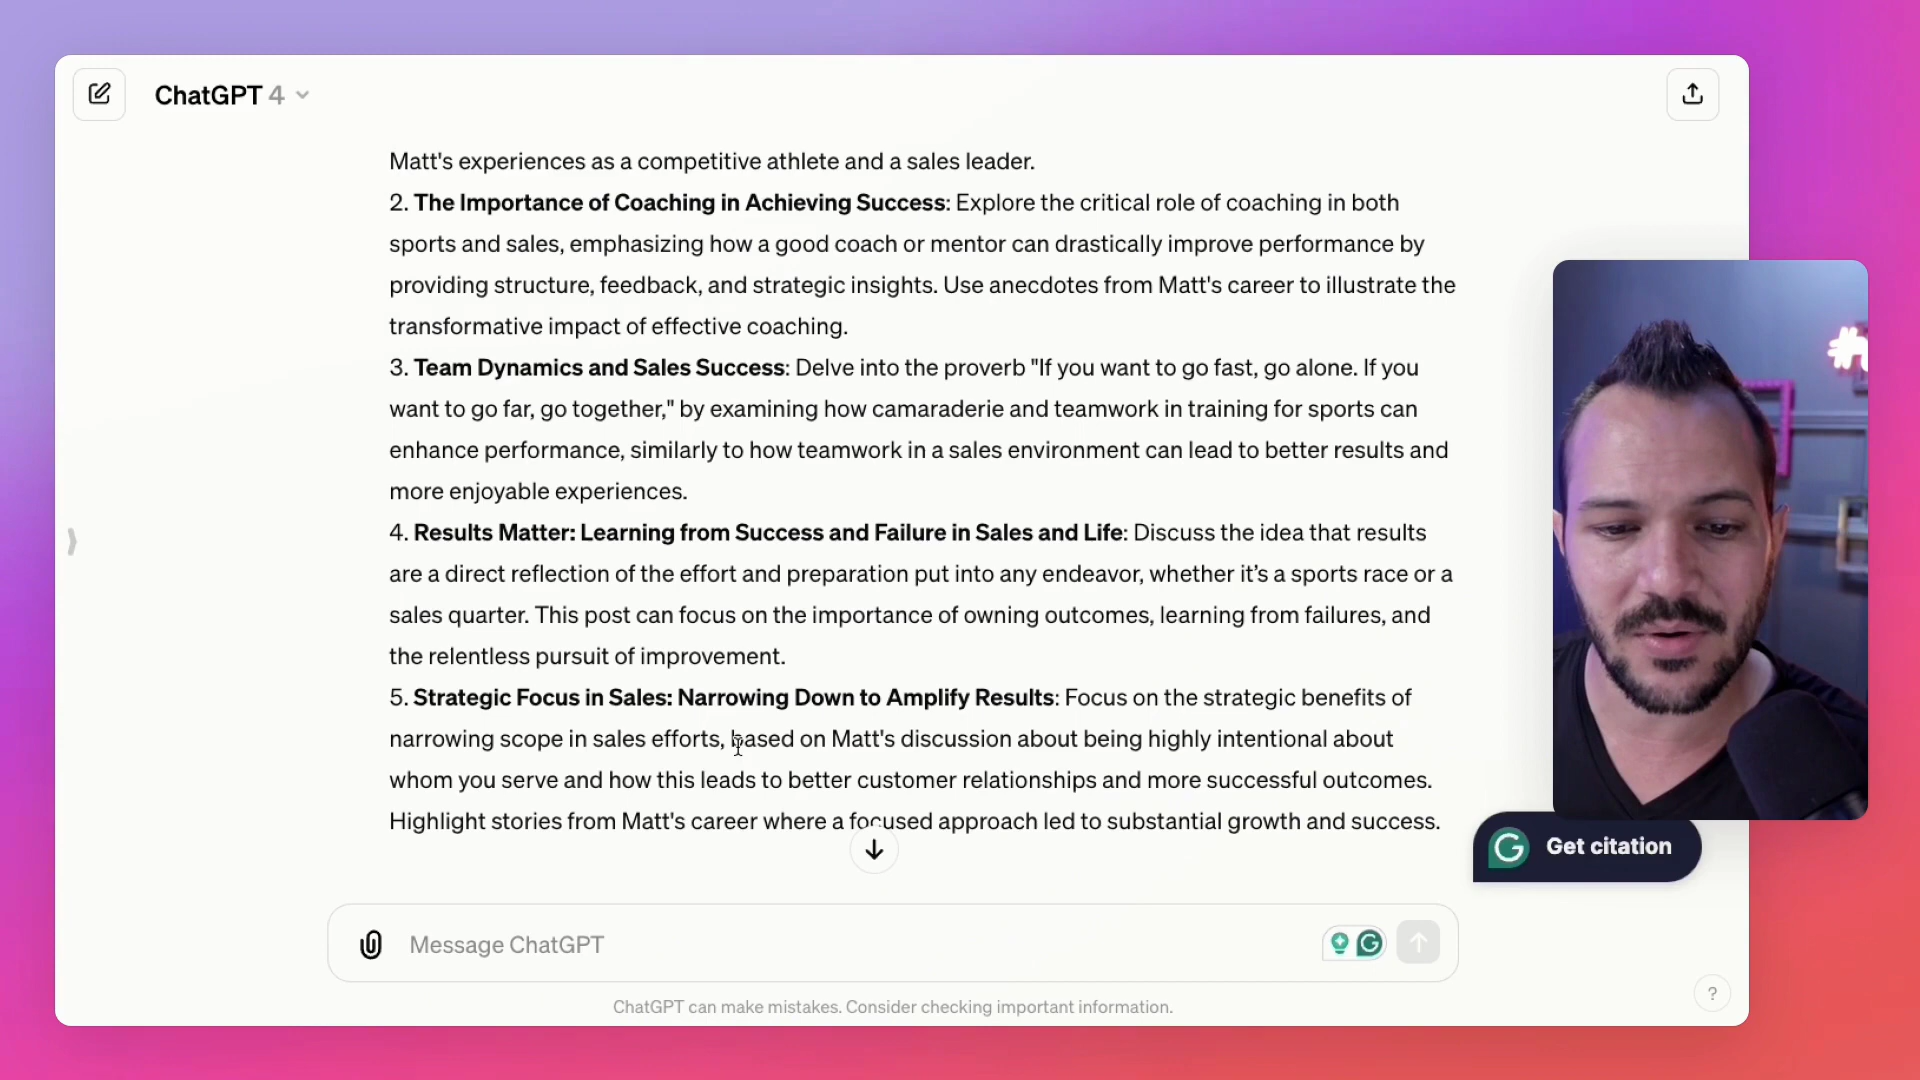 ChatGPT 4
Matt's experiences as a competitive athlete and a sales leader.
2. The Importance of Coaching in Achieving Success: Explore the critical role of coaching in both
sports and sales, emphasizing how a good coach or mentor can drastically improve performance by
providing structure, feedback, and strategic insights. Use anecdotes from Matt's career to illustrate the
transformative impact of effective coaching.
3. Team Dynamics and Sales Success: Delve into the proverb "If you want to go fast, go alone. If you
want to go far, go together," by examining how camaraderie and teamwork in training for sports can
enhance performance, similarly to how teamwork in a sales environment can lead to better results and
more enjoyable experiences.
4. Results Matter: Learning from Success and Failure in Sales and Life: Discuss the idea that results
are a direct reflection of the effort and preparation put into any endeavor, whether it’s a sports race or a
sales quarter. This post can focus on the importance of owning outcomes, learning from failures, and
the relentless pursuit of improvement.
5. Strategic Focus in Sales: Narrowing Down to Amplify Results: Focus on the strategic benefits of
narrowing scope in sales efforts, based on Matt's discussion about being highly intentional about
whom you serve and how this leads to better customer relationships and more successful outcomes.
Highlight stories from Matt's career where a focused approach led to substantial growth and success.
Get citation
Message ChatGPT
ChatGPT can make mistakes. Consider checking important information.
?